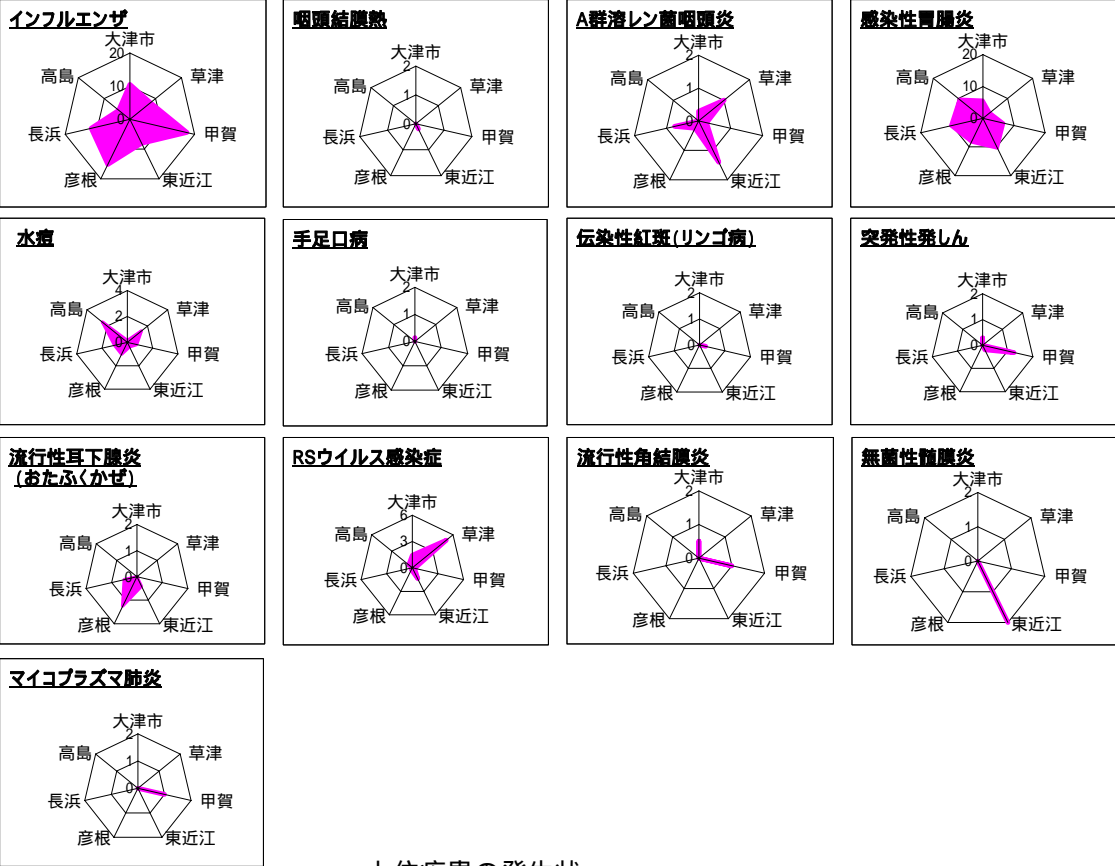 インフルエンザ
大津市
20
高島
草津
10
0
長浜
甲賀
彦根
東近江
咽頭結膜熱
大津市
2
高島
草津
1
0
長浜
甲賀
彦根
東近江
A群溶レン菌咽頭炎
大津市
2
高島
草津
1
0
長浜
甲賀
彦根
東近江
感染性胃腸炎
大津市
20
高島
草津
10
0
長浜
甲賀
彦根
東近江
水痘
大津市
4
高島
草津
2
0
長浜
甲賀
彦根
東近江
手足口病
大津市
2
高島
草津
1
0
長浜
甲賀
彦根
東近江
伝染性紅斑(リンゴ病)
大津市
2
高島
草津
1
0
長浜
甲賀
彦根
東近江
突発性発しん
大津市
2
高島
草津
1
0
長浜
甲賀
彦根
東近江
流行性耳下腺炎
(おたふくかぜ)
大津市
2
高島
草津
1
0
長浜
甲賀
彦根
東近江
RSウイルス感染症
大津市
6
高島
草津
3
0
長浜
甲賀
彦根
東近江
流行性角結膜炎
大津市
2
高島
草津
1
0
長浜
甲賀
彦根
東近江
無菌性髄膜炎
大津市
2
高島
草津
1
0
長浜
甲賀
彦根
東近江
マイコプラズマ肺炎
大津市
2
高島
草津
1
0
長浜
甲賀
彦根
東近江